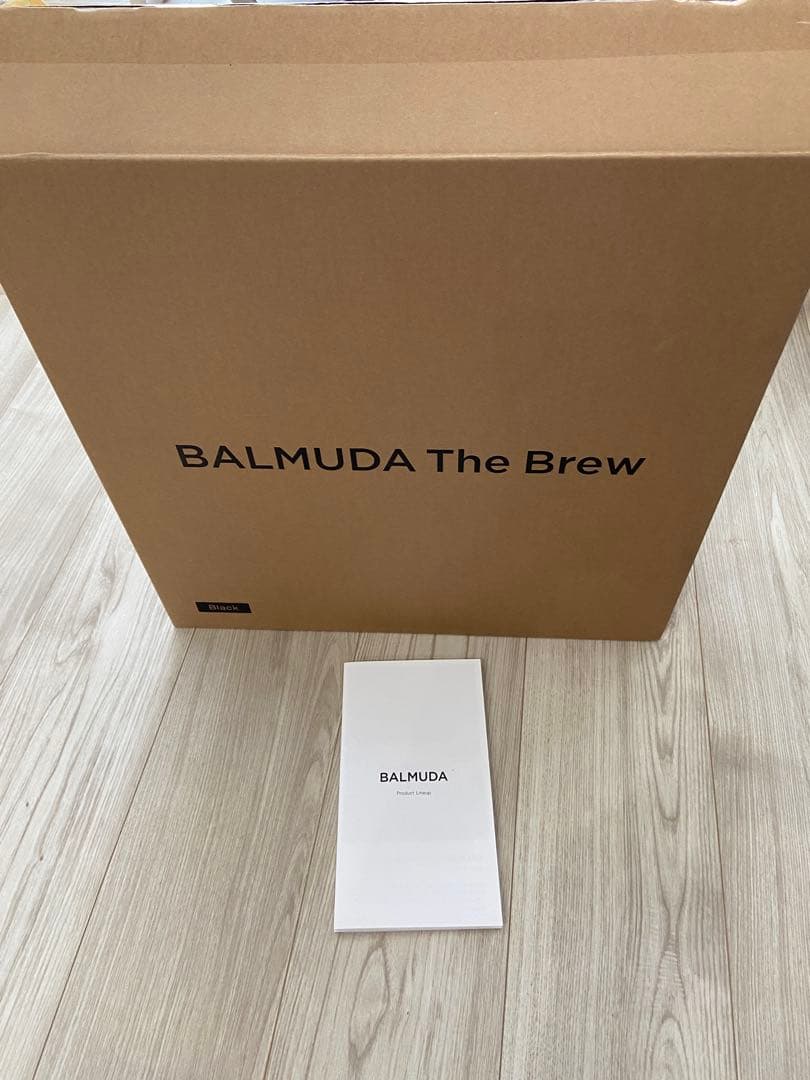 BALMUDA The Brew
Black
BALMUDA
Product Lineup